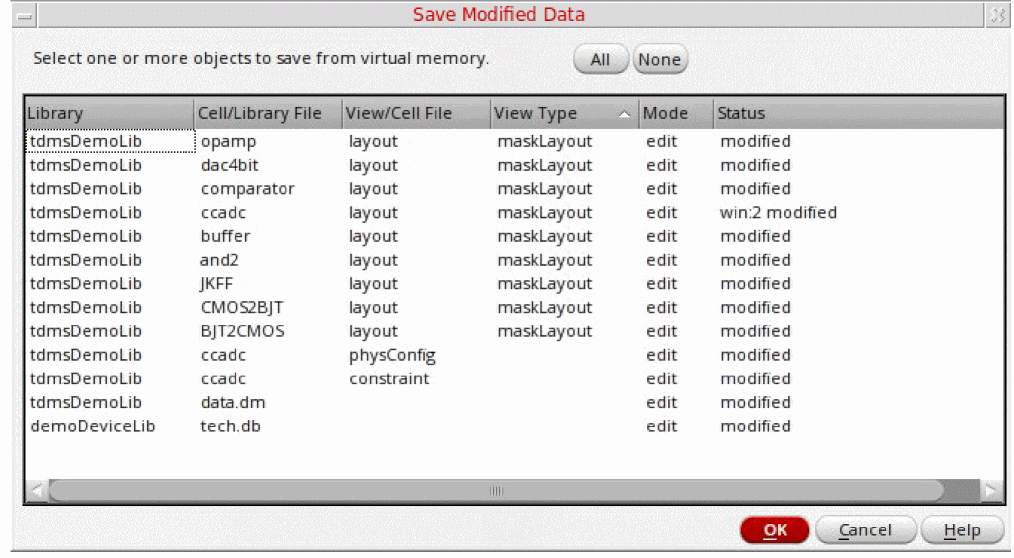 Save Modified Data
Select one or more objects to save from virtual memory. All None
Library Cell/Library File View/Cell File View Type Mode Status
tdmsDemoLib opamp layout maskLayout edit modified
tdmsDemoLib dac4bit layout maskLayout edit modified
tdmsDemoLib comparator layout maskLayout edit modified
tdmsDemoLib ccadc layout maskLayout edit win:2 modified
tdmsDemoLib buffer layout maskLayout edit modified
tdmsDemoLib and2 layout maskLayout edit modified
tdmsDemoLib JKFF layout maskLayout edit modified
tdmsDemoLib CMOS2BJT layout maskLayout edit modified
tdmsDemoLib BJT2CMOS layout maskLayout edit modified
tdmsDemoLib ccadc physConfig edit modified
tdmsDemoLib ccadc constraint edit modified
tdmsDemoLib data.dm edit modified
demoDeviceLib tech.db edit modified
OK Cancel Help